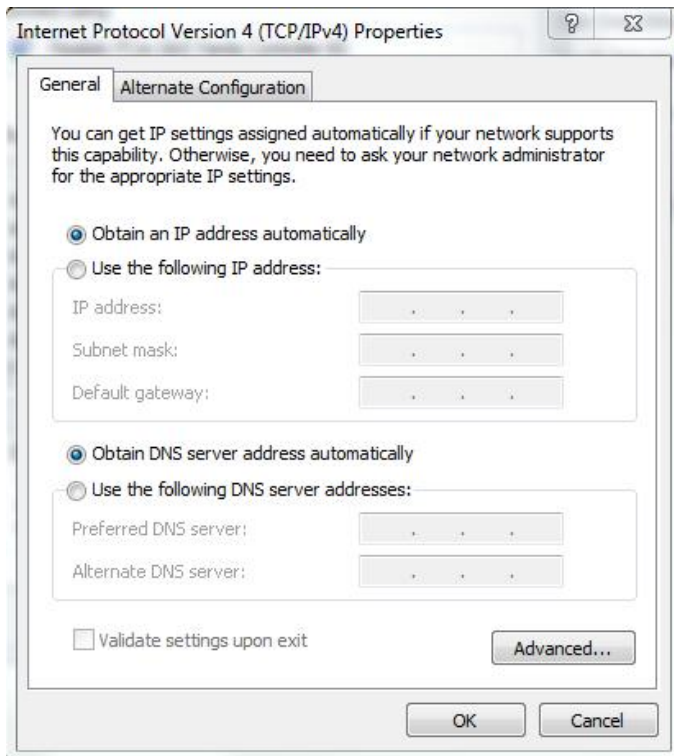 Internet Protocol Version 4 (TCP/IPv4) Properties
General
Alternate Configuration
You can get IP settings assigned automatically if your network supports
this capability. Otherwise, you need to ask your network administrator
for the appropriate IP settings.
Obtain an IP address automatically
Use the following IP address:
IP address:
Subnet mask:
Default gateway:
Obtain DNS server address automatically
Use the following DNS server addresses:
Preferred DNS server:
Alternate DNS server:
Validate settings upon exit
Advanced...
OK
Cancel